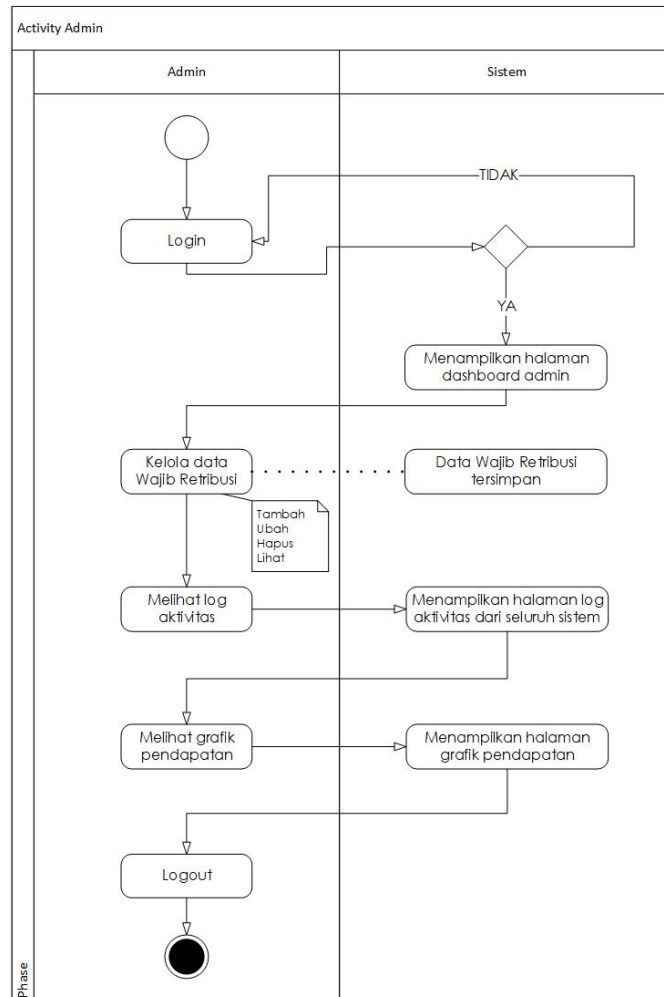 Activity Admin
Admin
Sistem
TIDAK
Login
YA
Menampilkan halaman
dashboard admin
Kelola data
Wajib Retribusi
Data Wajib Retribusi
tersimpan
Tambah
Ubah
Hapus
Lihat
Melihat log
aktivitas
Menampilkan halaman log
aktivitas dari seluruh sistem
Melihat grafik
pendapatan
Menampilkan halaman
grafik pendapatan
Logout
Phase